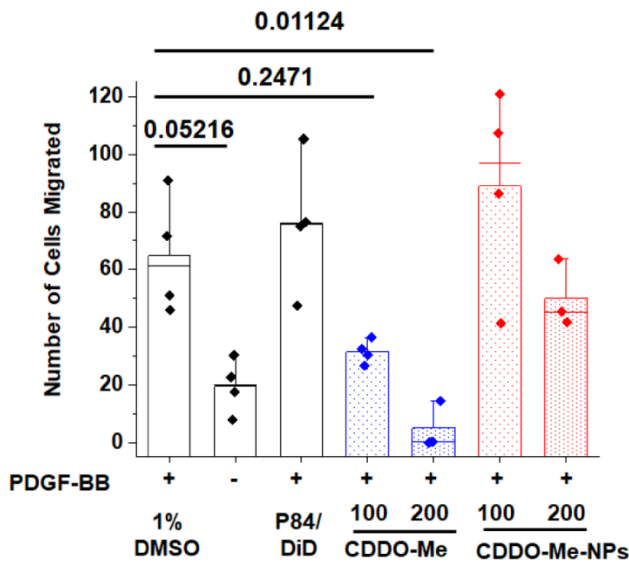 0.01124
0.2471
0.05216
120
100
80
60
40
20
0
Number of Cells Migrated
PDGF-BB + - + + + + +
100 200 100 200
1% DMSO
P84/ DiD
CDDO-Me
CDDO-Me-NPs